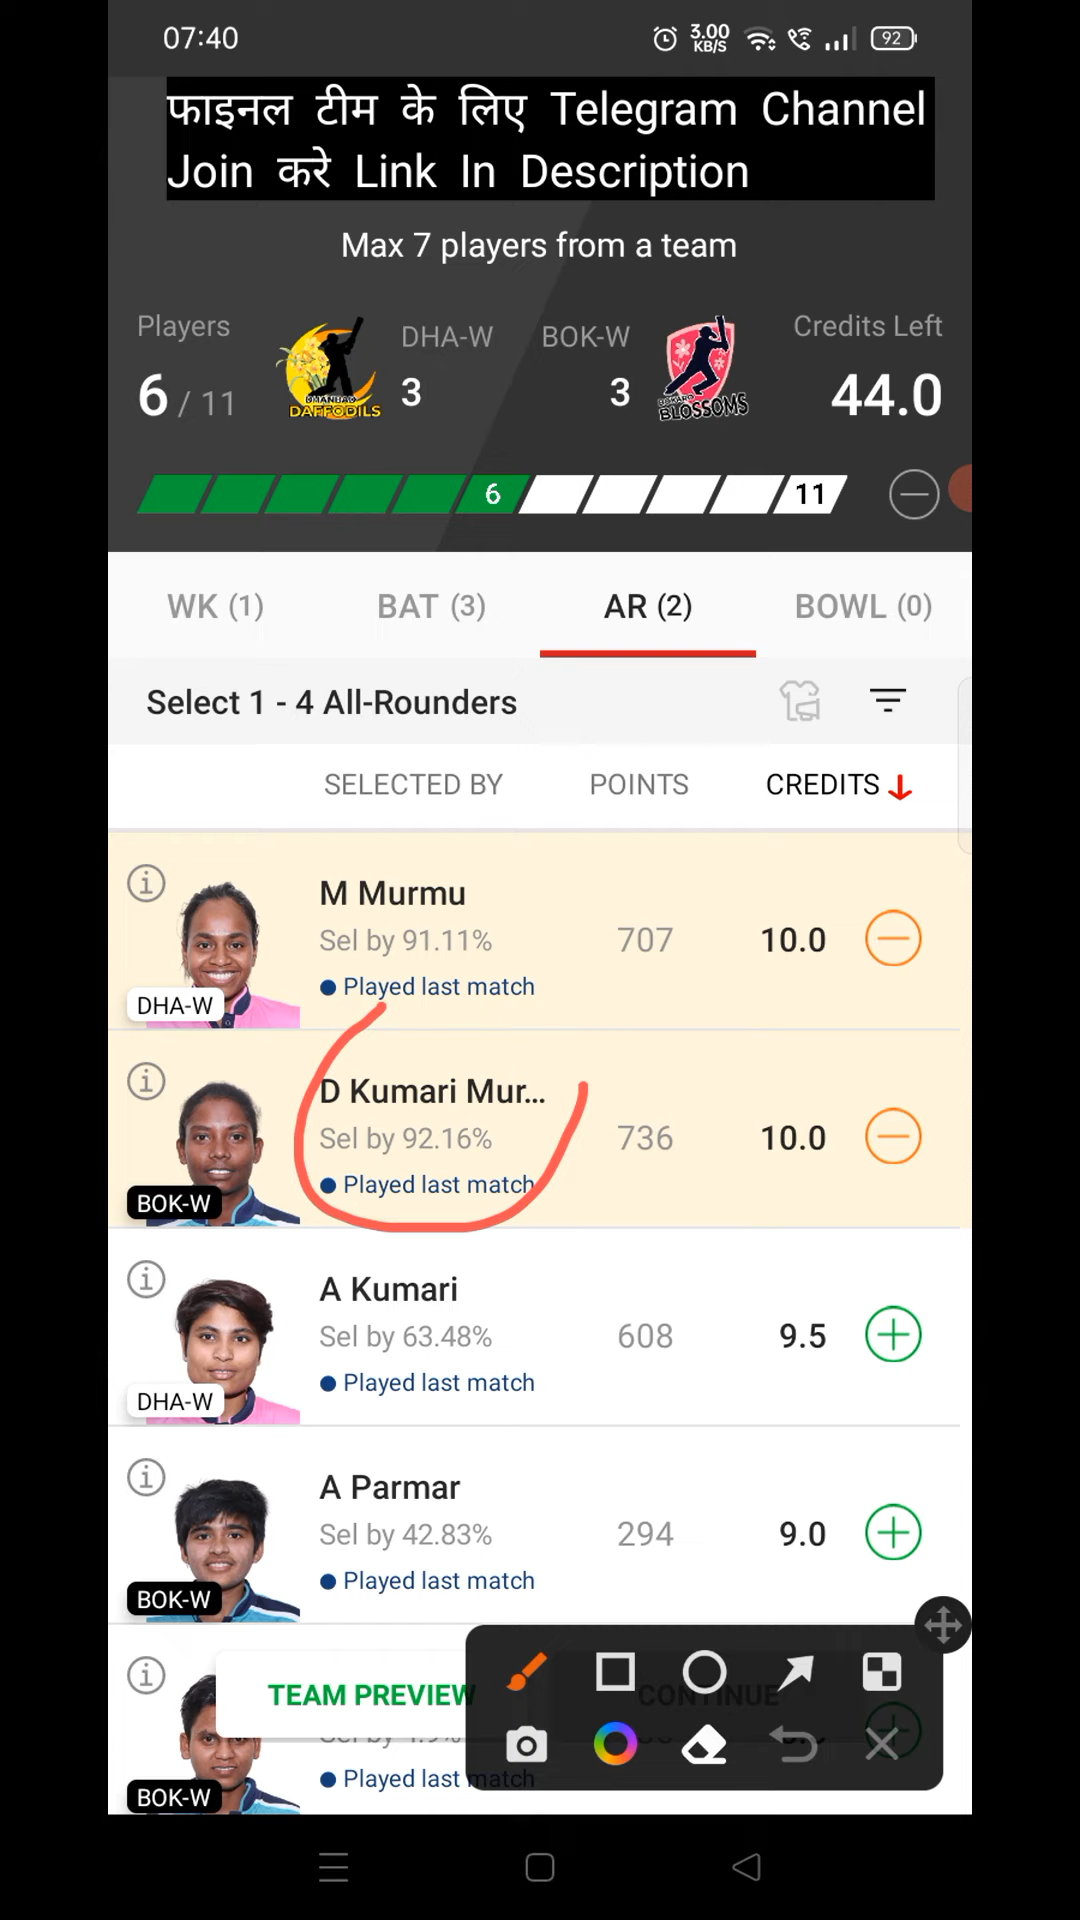 07:40 3.00 KB/S 92
फाइनल टीम के लिए Telegram Channel
Join करे Link In Description
Max 7 players from a team
Players DHA-W BOK-W Credits Left
6 / 11 3 3 44.0
DHANBAD DAFFODILS
BOKARO BLOSSOMS
6 11
WK (1) BAT (3) AR (2) BOWL (0)
Select 1 - 4 All-Rounders
SELECTED BY POINTS CREDITS
M Murmu
Sel by 91.11% 707 10.0
Played last match
DHA-W
D Kumari Mur...
Sel by 92.16% 736 10.0
Played last match
BOK-W
A Kumari
Sel by 63.48% 608 9.5
Played last match
DHA-W
A Parmar
Sel by 42.83% 294 9.0
Played last match
BOK-W
TEAM PREVIEW CONTINUE
Played last match
BOK-W